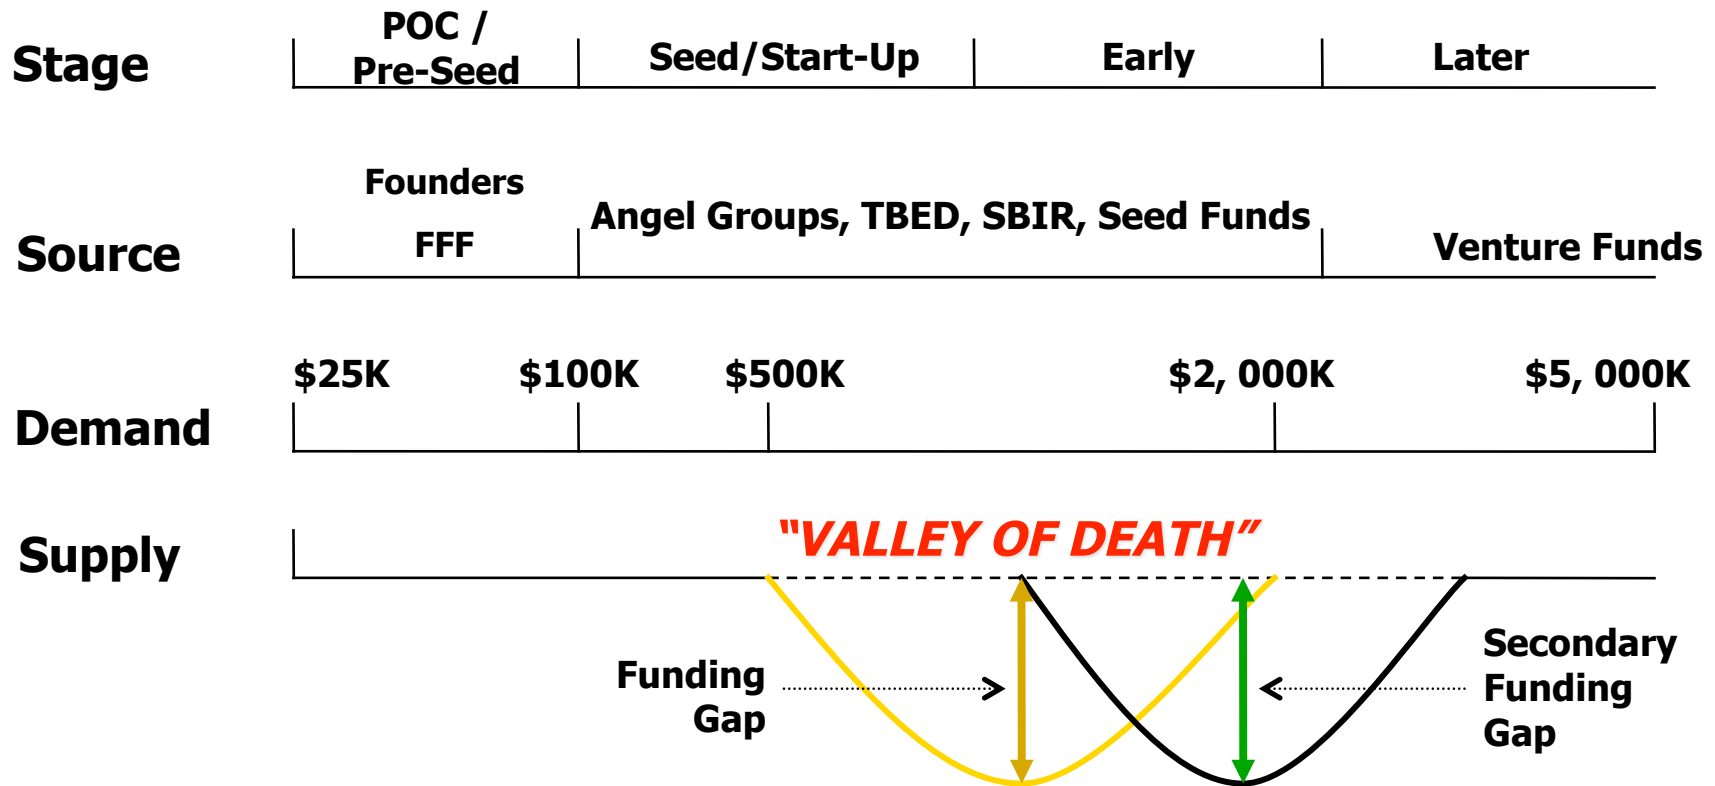 Stage
POC /
Pre-Seed
Seed/Start-Up
Early
Later
Source
Founders
FFF
Angel Groups, TBED, SBIR, Seed Funds
Venture Funds
Demand
$25K
$100K
$500K
$2, 000K
$5, 000K
Supply
“VALLEY OF DEATH”
Funding
Gap
Secondary
Funding
Gap